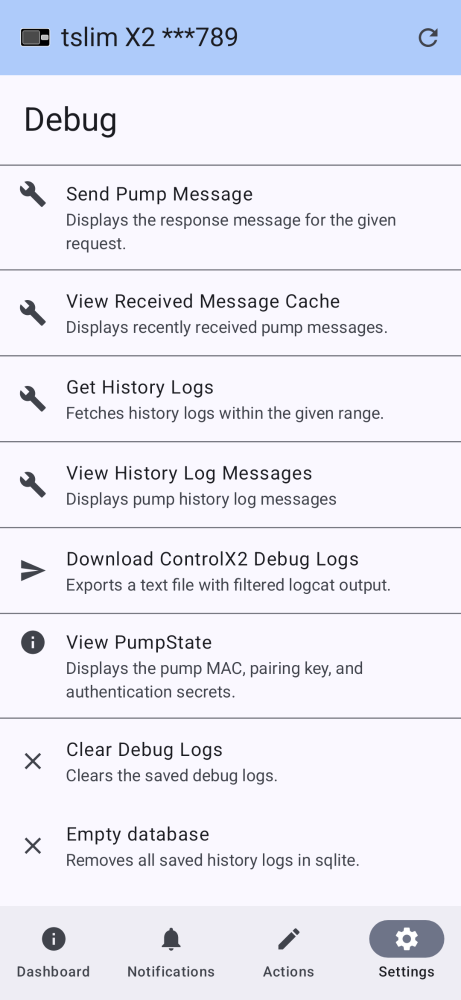 tslim X2 ***789
Debug
Send Pump Message
Displays the response message for the given
request.
View Received Message Cache
Displays recently received pump messages.
Get History Logs
Fetches history logs within the given range.
View History Log Messages
Displays pump history log messages
Download ControlX2 Debug Logs
Exports a text file with filtered logcat output.
View PumpState
Displays the pump MAC, pairing key, and
authentication secrets.
Clear Debug Logs
Clears the saved debug logs.
Empty database
Removes all saved history logs in sqlite.
Dashboard
Notifications
Actions
Settings